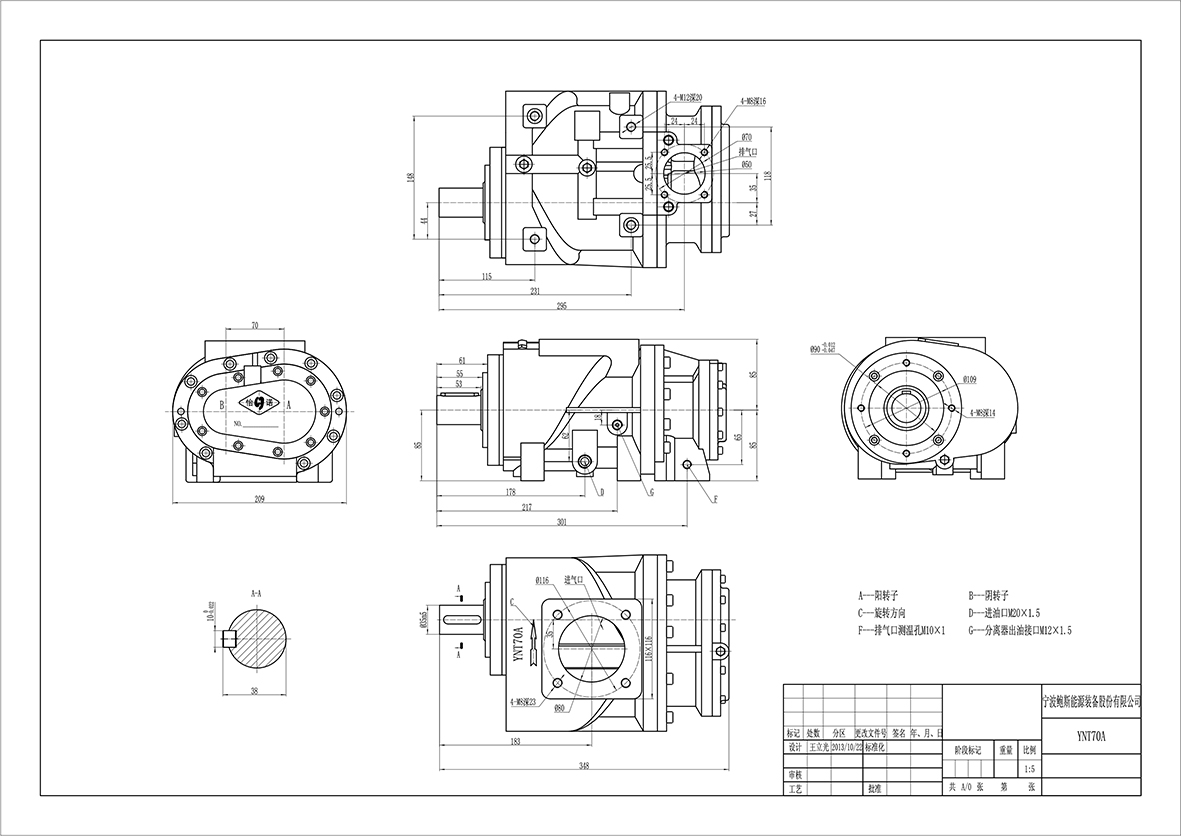 4-M12深20
4-M8深16
24
24
Ø70
排气口
Ø60
25.5
25.5
148
44
118
35
27
115
231
295
70
B
A
怡
诺
NO.
209
61
55
53
85
18
62
85
65
85
D
G
F
178
217
301
Ø90 -0.012 -0.047
Ø109
4-M8深14
A-A
10 0 -0.022
38
A
A
Ø35m5
C
YNT70A
Ø116
进气口
35
116×116
4-M8深23
Ø80
183
348
A---阳转子
B---阴转子
C---旋转方向
D---进油口M20×1.5
F---排气口测温孔M10×1
G---分离器出油接口M12×1.5
宁波鲍斯能源装备股份有限公司
YNT70A
标记 处数 分区 更改文件号 签名 年、月、日
设计 王立光 2013/10/22 标准化
审核
工艺 批准
阶段标记 重量 比例
1:5
共 A/0 张 第 张